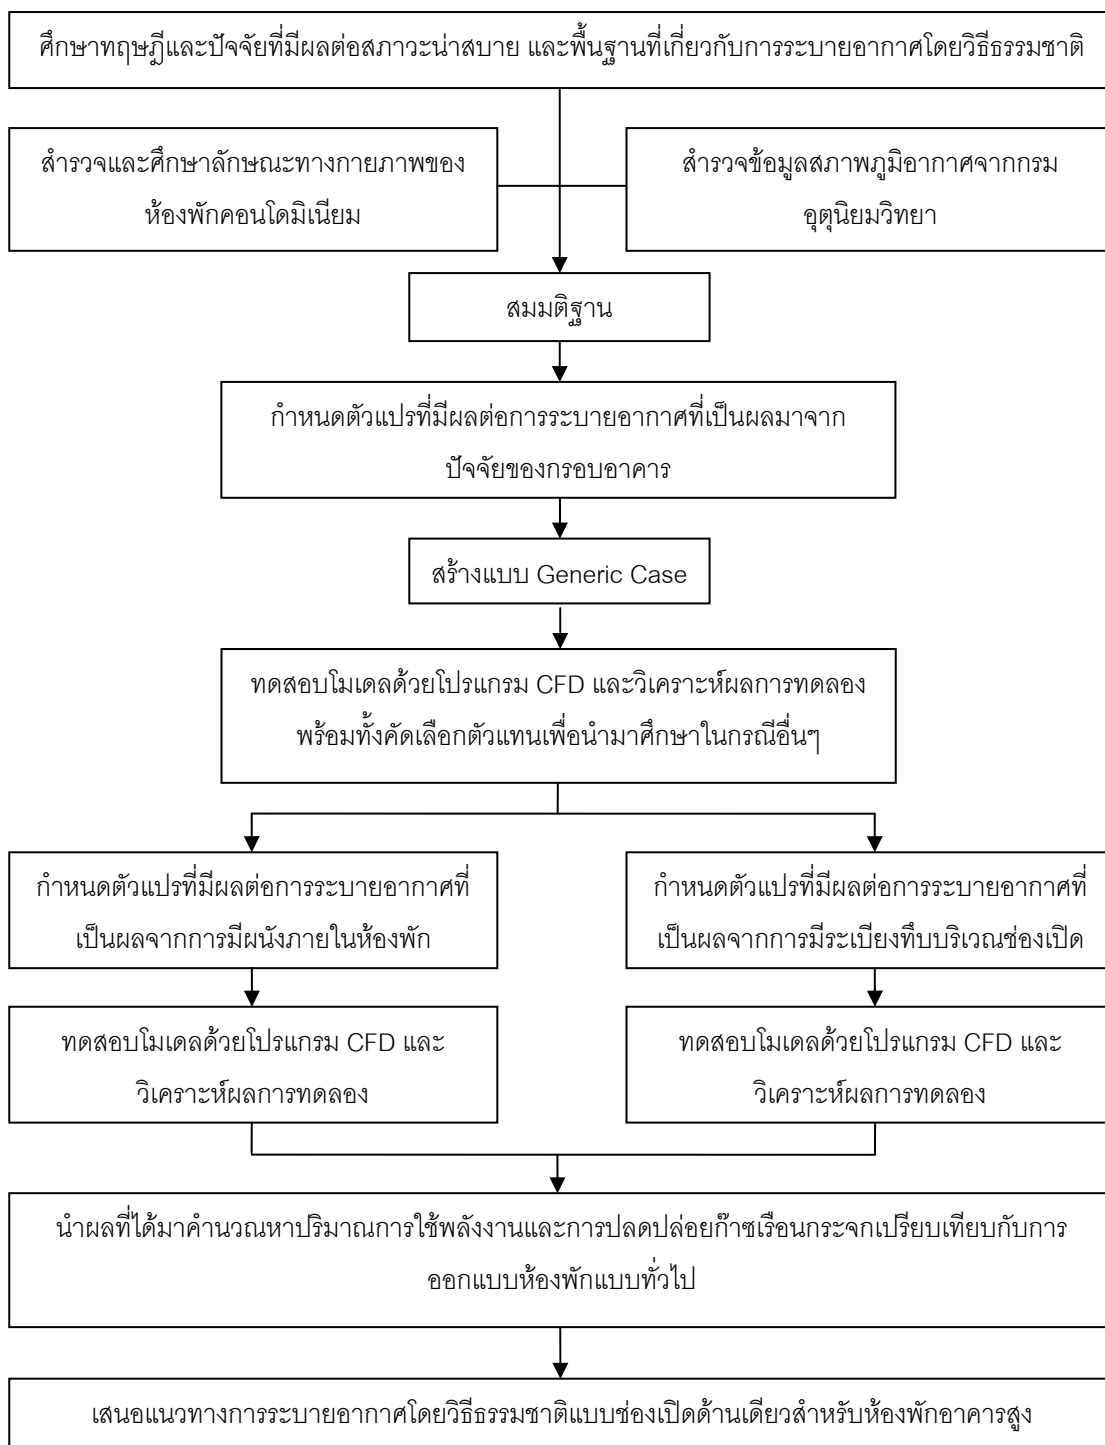 ศึกษาทฤษฎีและปัจจัยที่มีผลต่อสภาวะน่าสบาย และพื้นฐานที่เกี่ยวกับการระบายอากาศโดยวิธีธรรมชาติ
สำรวจและศึกษาลักษณะทางกายภาพของ
ห้องพักคอนโดมิเนียม
สำรวจข้อมูลสภาพภูมิอากาศจากกรม
อุตุนิยมวิทยา
สมมติฐาน
กำหนดตัวแปรที่มีผลต่อการระบายอากาศที่เป็นผลมาจาก
ปัจจัยของกรอบอาคาร
สร้างแบบ Generic Case
ทดสอบโมเดลด้วยโปรแกรม CFD และวิเคราะห์ผลการทดลอง
พร้อมทั้งคัดเลือกตัวแทนเพื่อนำมาศึกษาในกรณีอื่นๆ
กำหนดตัวแปรที่มีผลต่อการระบายอากาศที่
เป็นผลจากการมีผนังภายในห้องพัก
กำหนดตัวแปรที่มีผลต่อการระบายอากาศที่
เป็นผลจากการมีระเบียงทึบบริเวณช่องเปิด
ทดสอบโมเดลด้วยโปรแกรม CFD และ
วิเคราะห์ผลการทดลอง
ทดสอบโมเดลด้วยโปรแกรม CFD และ
วิเคราะห์ผลการทดลอง
นำผลที่ได้มาคำนวณหาปริมาณการใช้พลังงานและการปลดปล่อยก๊าซเรือนกระจกเปรียบเทียบกับการ
ออกแบบห้องพักแบบทั่วไป
เสนอแนวทางการระบายอากาศโดยวิธีธรรมชาติแบบช่องเปิดด้านเดียวสำหรับห้องพักอาคารสูง